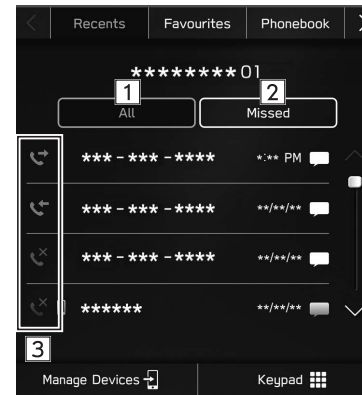 Recents Favourites Phonebook
********01
1 2
All Missed
***-***-**** *:** PM
***-***-**** **/**/**
***-***-**** **/**/**
****** **/**/**
3
Manage Devices Keypad